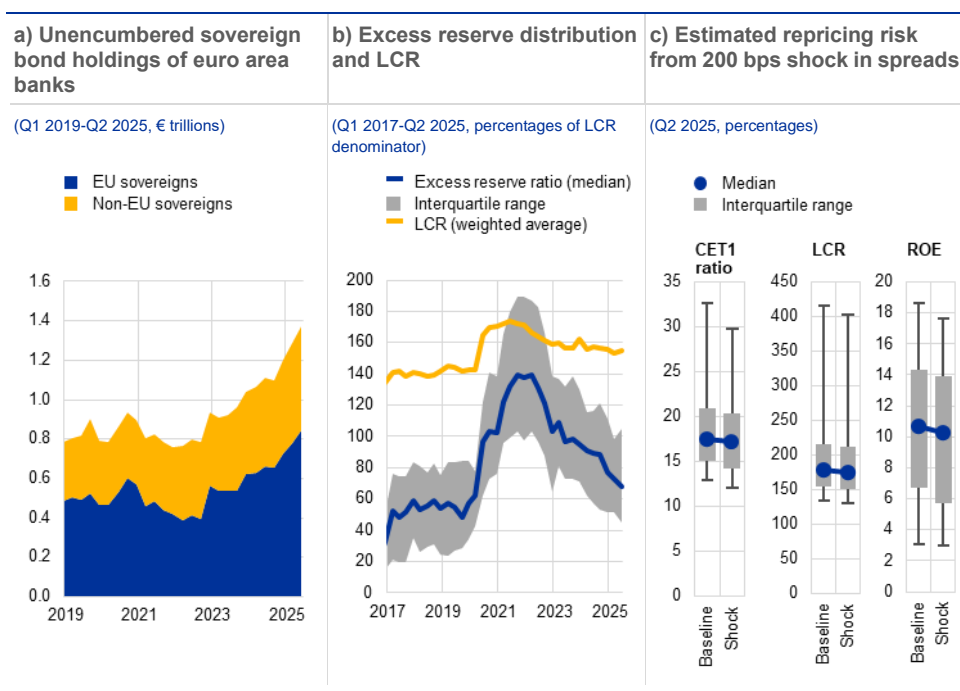 a) Unencumbered sovereign
bond holdings of euro area
banks
(Q1 2019-Q2 2025, € trillions)
EU sovereigns
Non-EU sovereigns
1.6
1.4
1.2
1.0
0.8
0.6
0.4
0.2
0.0
2019 2021 2023 2025
b) Excess reserve distribution
and LCR
(Q1 2017-Q2 2025, percentages of LCR
denominator)
Excess reserve ratio (median)
Interquartile range
LCR (weighted average)
200
180
160
140
120
100
80
60
40
20
0
2017 2019 2021 2023 2025
c) Estimated repricing risk
from 200 bps shock in spreads
(Q2 2025, percentages)
Median
Interquartile range
CET1
ratio
35
30
25
20
15
10
5
0
Baseline
Shock
LCR
450
400
350
300
250
200
150
100
50
0
Baseline
Shock
ROE
20
18
16
14
12
10
8
6
4
2
0
Baseline
Shock